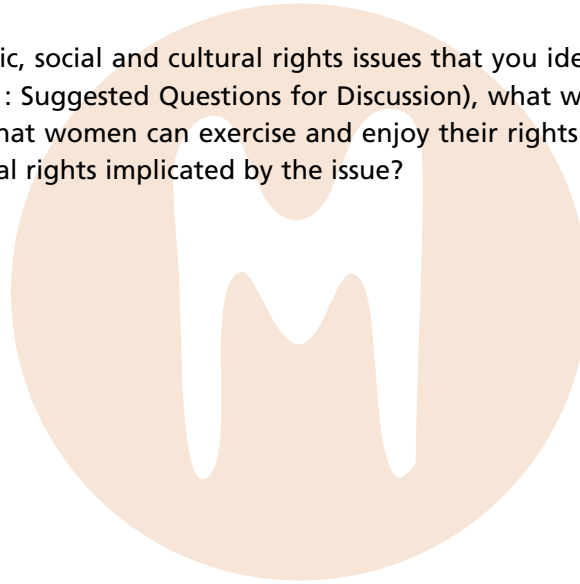 ic, social and cultural rights issues that you ide
: Suggested Questions for Discussion), what w
hat women can exercise and enjoy their rights
al rights implicated by the issue?
M